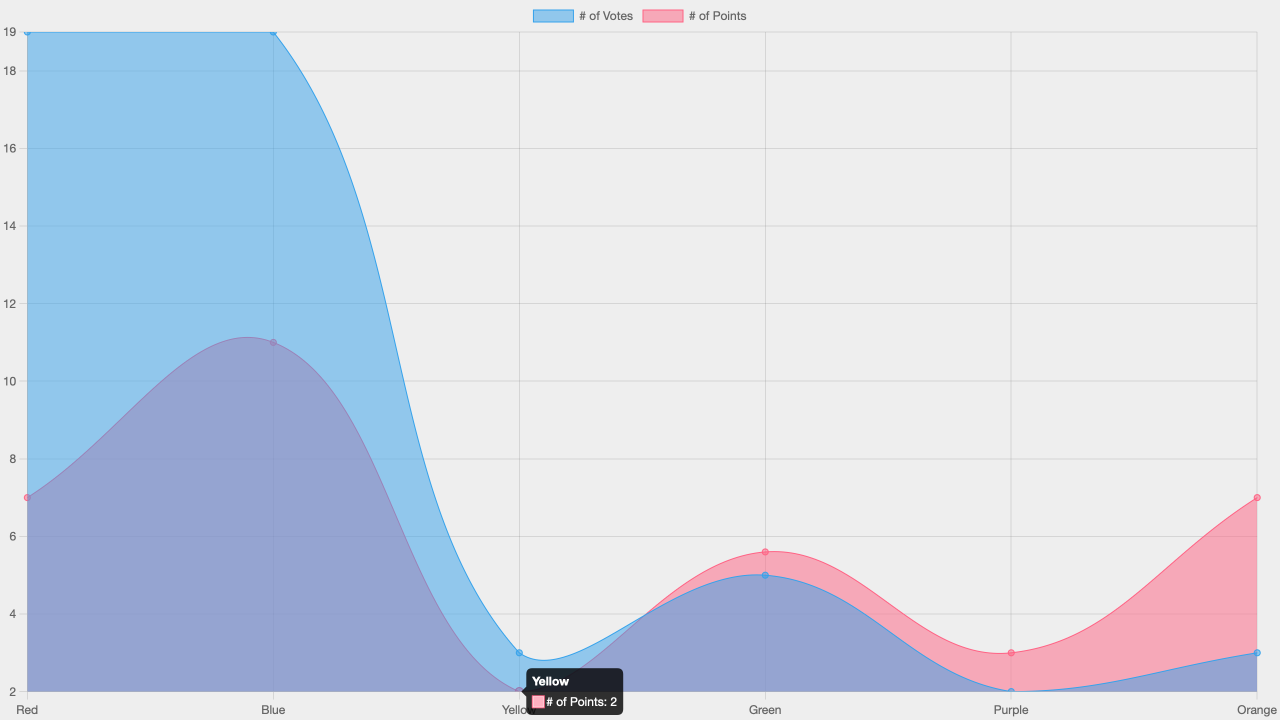 # of Votes # of Points
19
18
16
14
12
10
8
6
4
2
Yellow
# of Points: 2
Red Blue Yellow Green Purple Orange